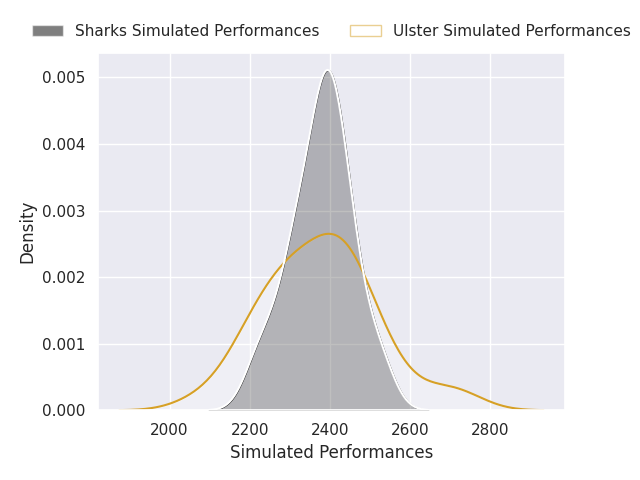 Sharks Simulated Performances
Ulster Simulated Performances
0.005
0.004
0.003
0.002
0.001
0.000
Density
2000 2200 2400 2600 2800
Simulated Performances